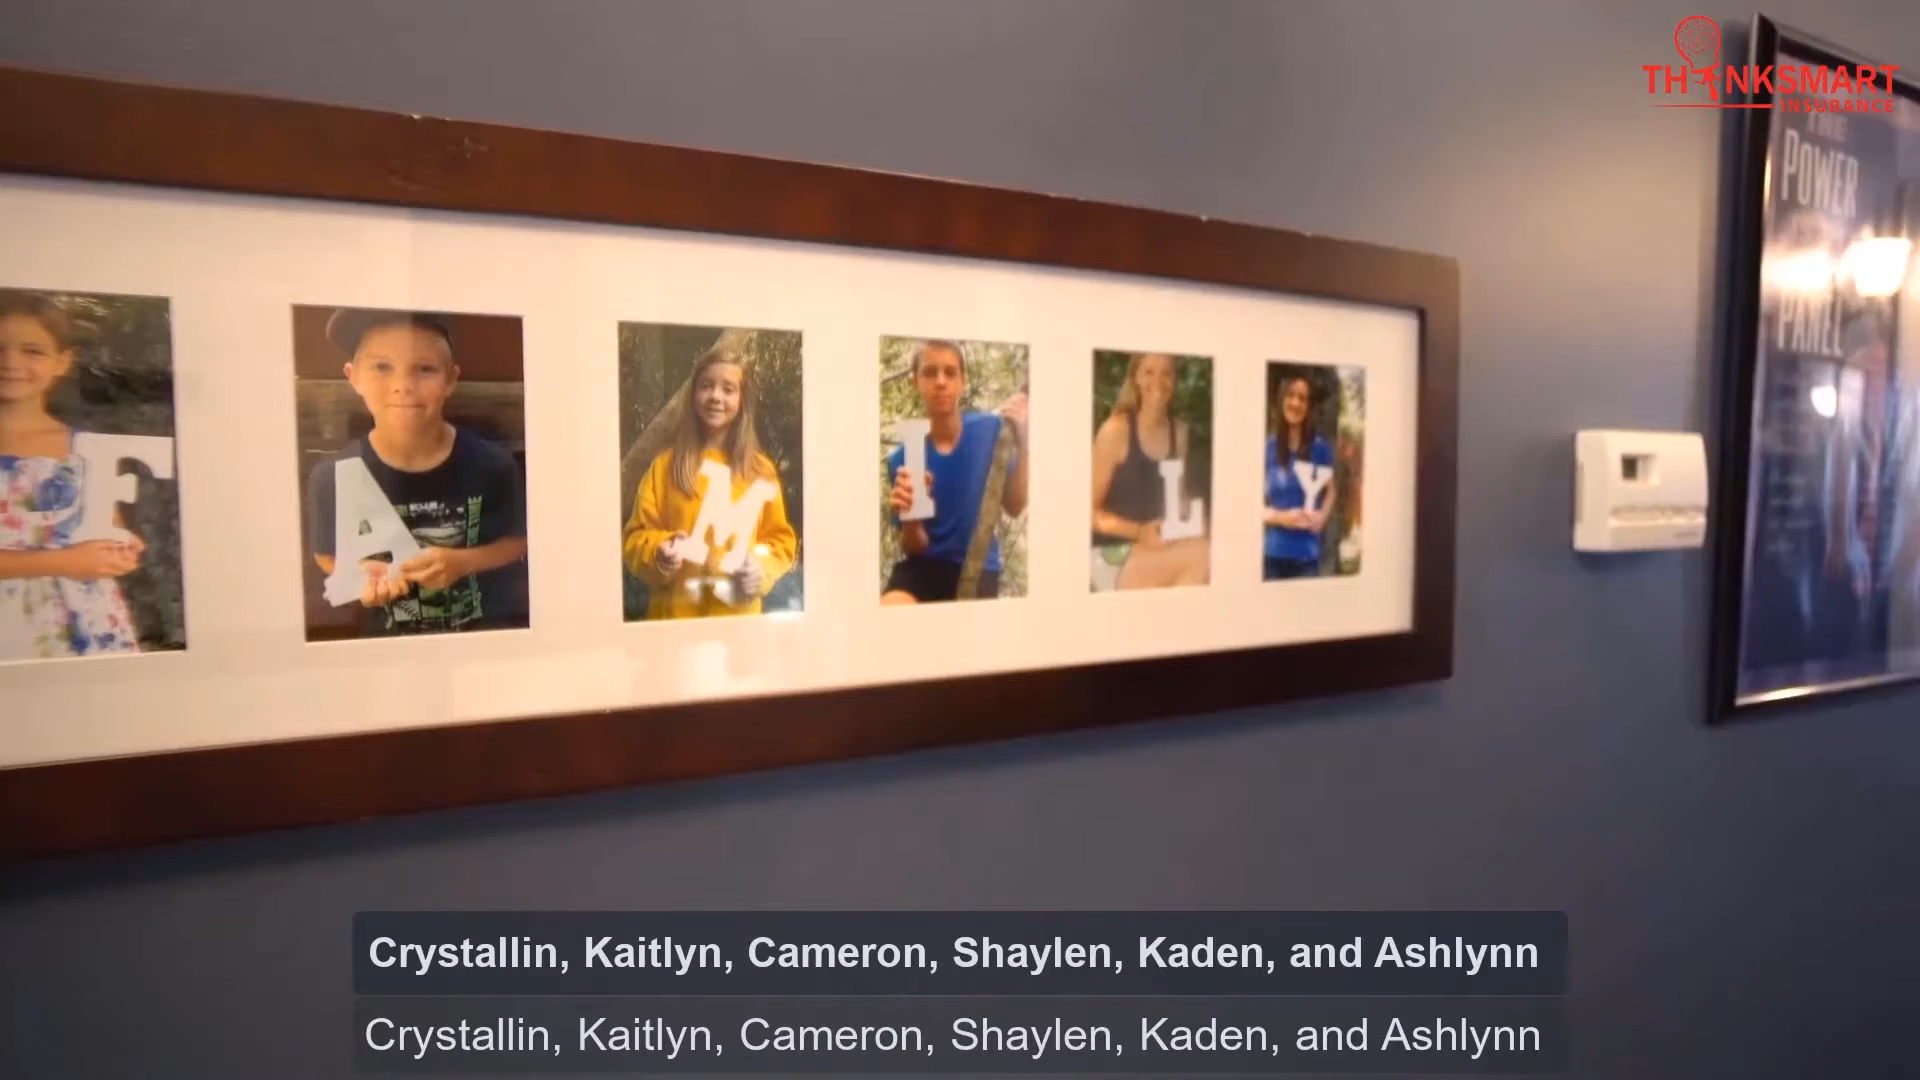 THINKSMART
INSURANCE
THE
POWER
PANEL
F A M I L Y
Crystallin, Kaitlyn, Cameron, Shaylen, Kaden, and Ashlynn
Crystallin, Kaitlyn, Cameron, Shaylen, Kaden, and Ashlynn